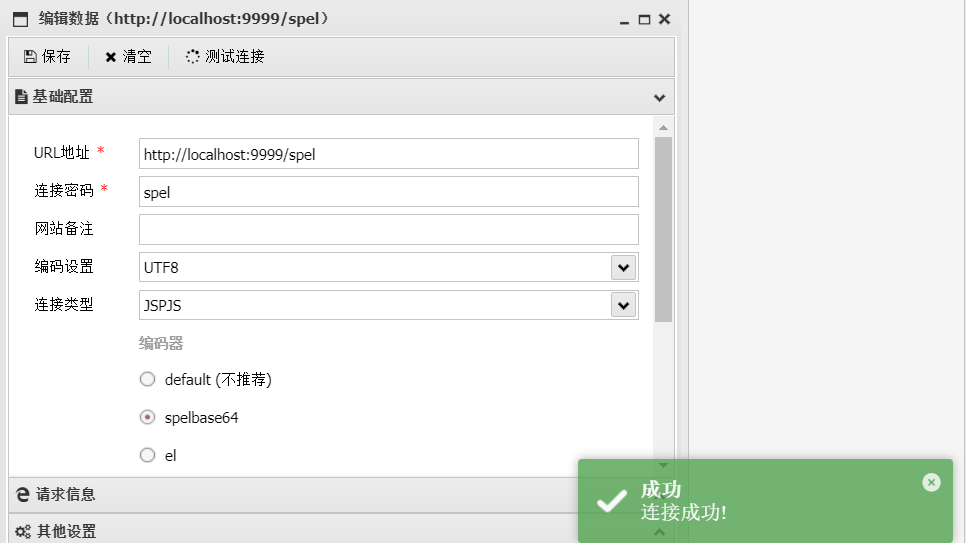 编辑数据（http://localhost:9999/spel）
保存 清空 测试连接
基础配置
URL地址 * http://localhost:9999/spel
连接密码 * spel
网站备注
编码设置 UTF8
连接类型 JSPJS
编码器
default (不推荐)
spelbase64
el
请求信息
成功
连接成功!
其他设置